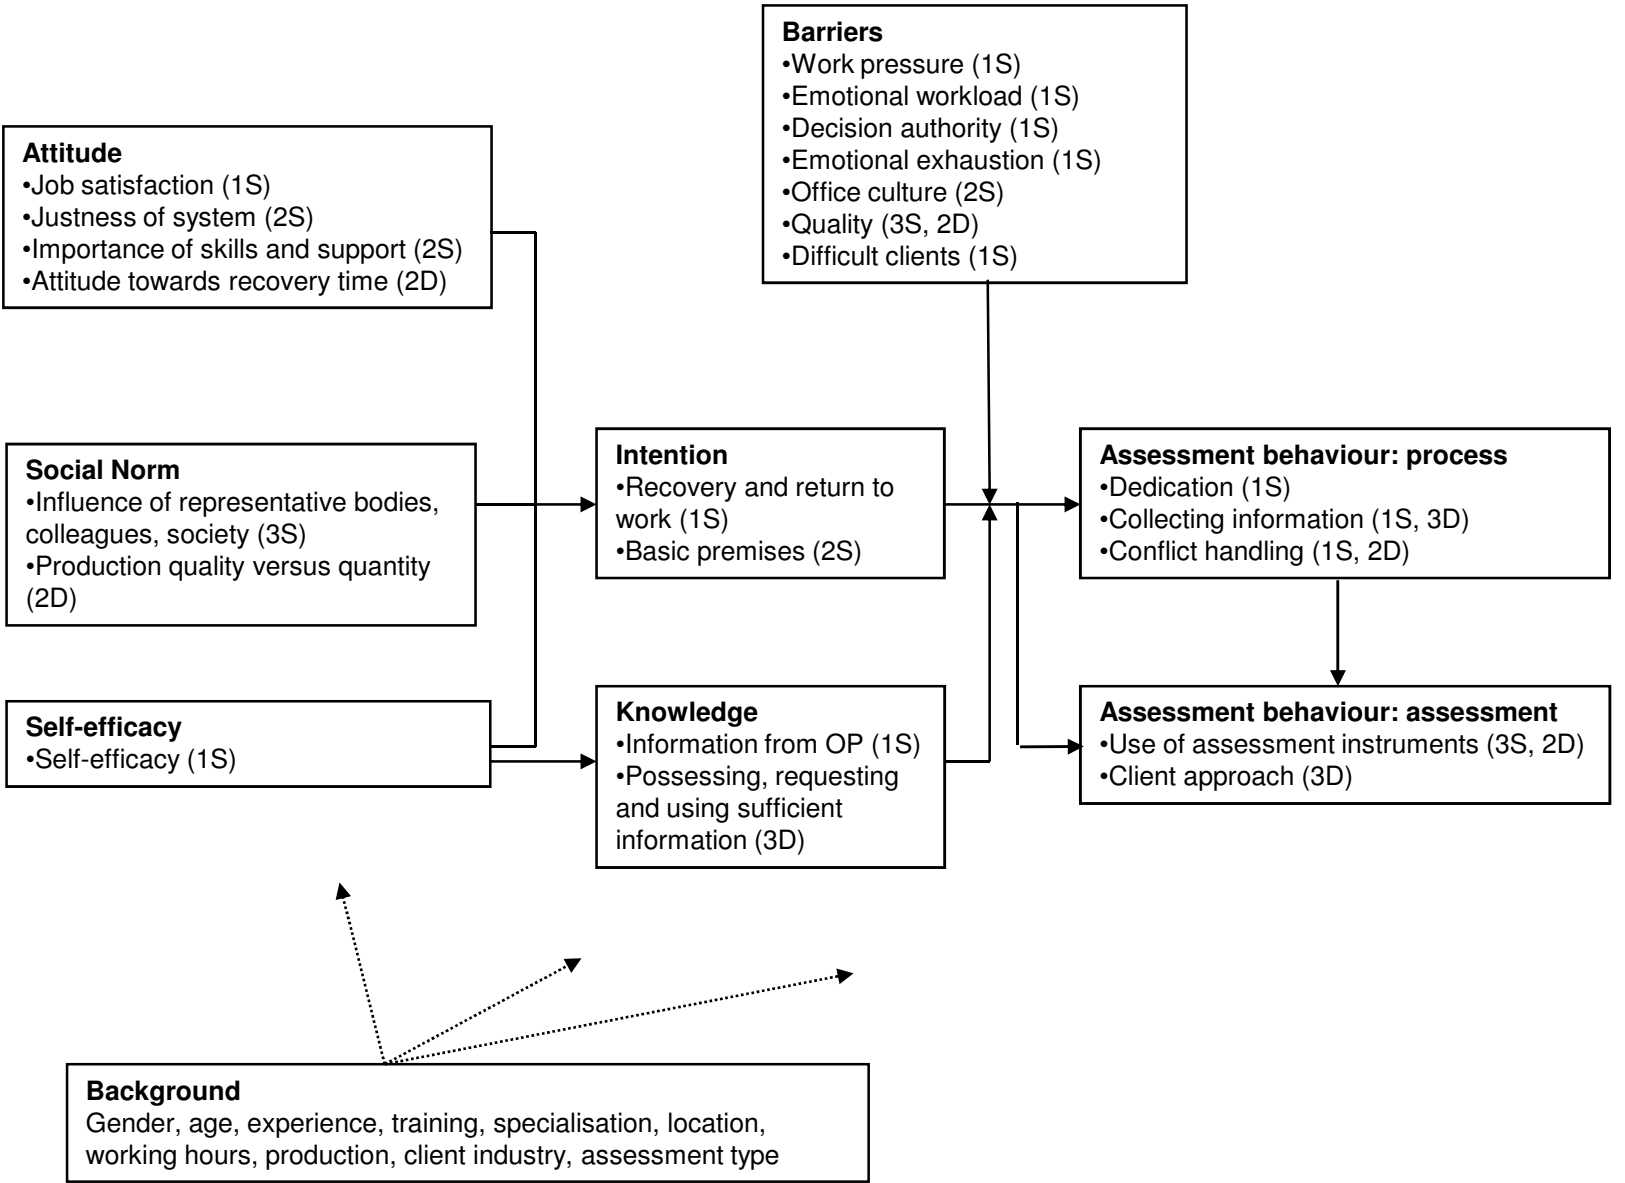 Barriers
•Work pressure (1S)
•Emotional workload (1S)
•Decision authority (1S)
•Emotional exhaustion (1S)
•Office culture (2S)
•Quality (3S, 2D)
•Difficult clients (1S)
Attitude
•Job satisfaction (1S)
•Justness of system (2S)
•Importance of skills and support (2S)
•Attitude towards recovery time (2D)
Social Norm
•Influence of representative bodies,
colleagues, society (3S)
•Production quality versus quantity
(2D)
Intention
•Recovery and return to
work (1S)
•Basic premises (2S)
Assessment behaviour: process
•Dedication (1S)
•Collecting information (1S, 3D)
•Conflict handling (1S, 2D)
Self-efficacy
•Self-efficacy (1S)
Knowledge
•Information from OP (1S)
•Possessing, requesting
and using sufficient
information (3D)
Assessment behaviour: assessment
•Use of assessment instruments (3S, 2D)
•Client approach (3D)
Background
Gender, age, experience, training, specialisation, location,
working hours, production, client industry, assessment type